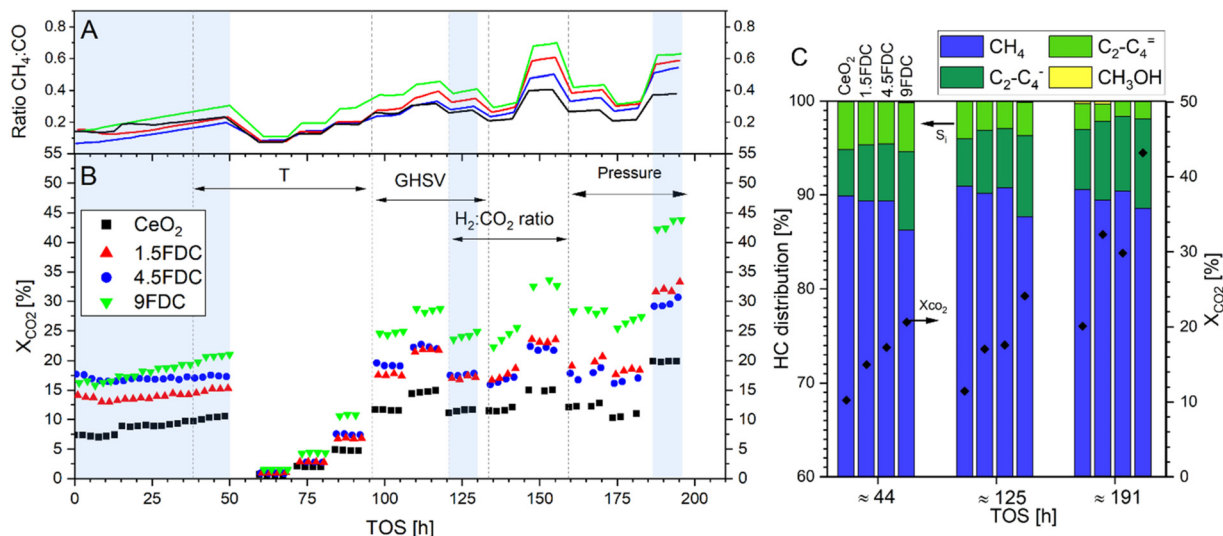 A
Ratio CH₄:CO
0.8
0.6
0.4
0.2
0.8
0.6
0.4
0.2
B
55
50
45
40
35
30
25
20
15
10
5
0
55
50
45
40
35
30
25
20
15
10
5
0
X_CO2 [%]
T
GHSV
H₂:CO₂ ratio
Pressure
CeO₂
1.5FDC
4.5FDC
9FDC
0 25 50 75 100 125 150 175 200
TOS [h]
C
CH₄
C₂-C₄⁼
C₂-C₄⁻
CH₃OH
CeO₂
1.5FDC
4.5FDC
9FDC
HC distribution [%]
100
90
80
70
60
50
40
30
20
10
0
X_CO2 [%]
S_i
X_CO₂
≈ 44 ≈ 125 ≈ 191
TOS [h]